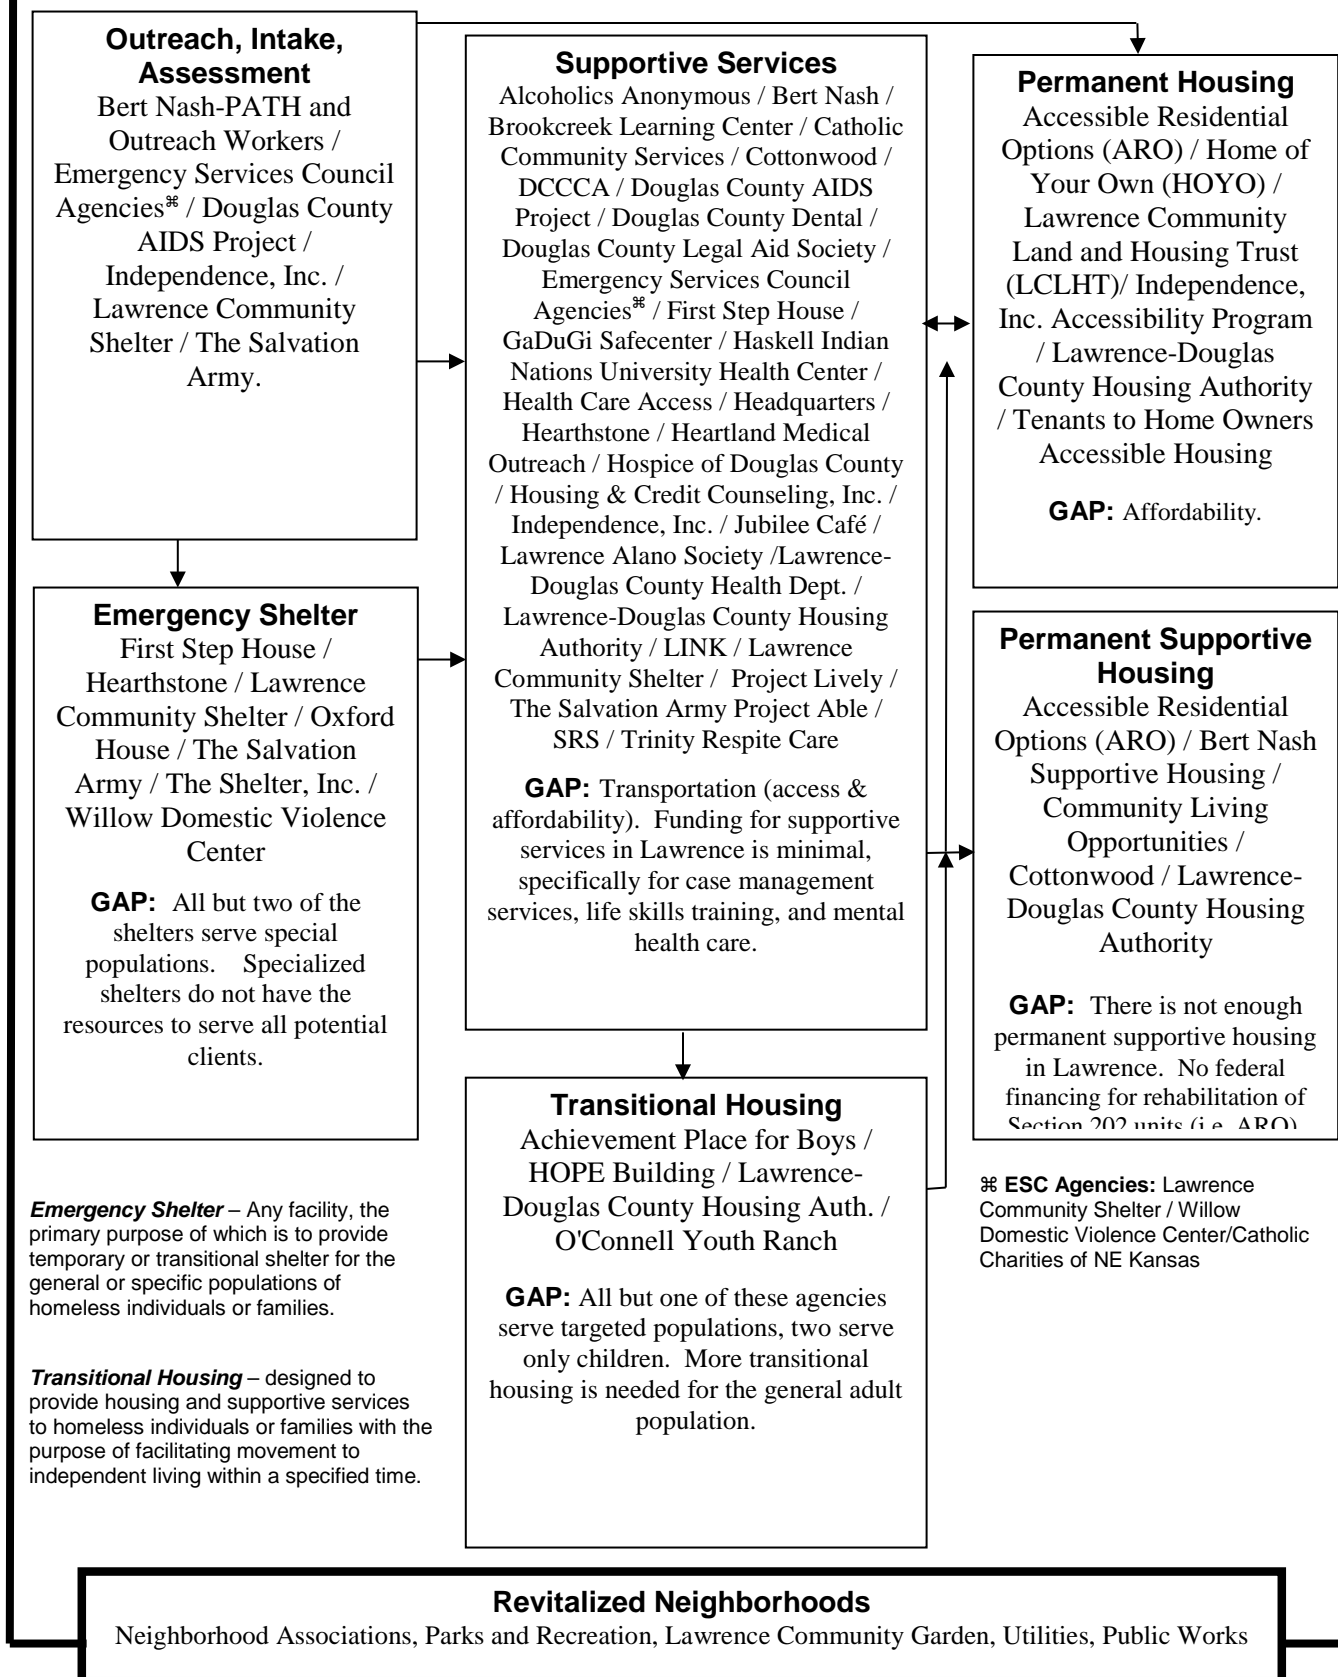 Outreach, Intake,
Assessment
Bert Nash-PATH and
Outreach Workers /
Emergency Services Council
Agencies⌘ / Douglas County
AIDS Project /
Independence, Inc. /
Lawrence Community
Shelter / The Salvation
Army.
Emergency Shelter
First Step House /
Hearthstone / Lawrence
Community Shelter / Oxford
House / The Salvation
Army / The Shelter, Inc. /
Willow Domestic Violence
Center
GAP: All but two of the
shelters serve special
populations. Specialized
shelters do not have the
resources to serve all potential
clients.
Emergency Shelter – Any facility, the
primary purpose of which is to provide
temporary or transitional shelter for the
general or specific populations of
homeless individuals or families.
Transitional Housing – designed to
provide housing and supportive services
to homeless individuals or families with the
purpose of facilitating movement to
independent living within a specified time.
Supportive Services
Alcoholics Anonymous / Bert Nash /
Brookcreek Learning Center / Catholic
Community Services / Cottonwood /
DCCCA / Douglas County AIDS
Project / Douglas County Dental /
Douglas County Legal Aid Society /
Emergency Services Council
Agencies⌘ / First Step House /
GaDuGi Safecenter / Haskell Indian
Nations University Health Center /
Health Care Access / Headquarters /
Hearthstone / Heartland Medical
Outreach / Hospice of Douglas County
/ Housing & Credit Counseling, Inc. /
Independence, Inc. / Jubilee Café /
Lawrence Alano Society /Lawrence-
Douglas County Health Dept. /
Lawrence-Douglas County Housing
Authority / LINK / Lawrence
Community Shelter / Project Lively /
The Salvation Army Project Able /
SRS / Trinity Respite Care
GAP: Transportation (access &
affordability). Funding for supportive
services in Lawrence is minimal,
specifically for case management
services, life skills training, and mental
health care.
Transitional Housing
Achievement Place for Boys /
HOPE Building / Lawrence-
Douglas County Housing Auth. /
O'Connell Youth Ranch
GAP: All but one of these agencies
serve targeted populations, two serve
only children. More transitional
housing is needed for the general adult
population.
Permanent Housing
Accessible Residential
Options (ARO) / Home of
Your Own (HOYO) /
Lawrence Community
Land and Housing Trust
(LCLHT)/ Independence,
Inc. Accessibility Program
/ Lawrence-Douglas
County Housing Authority
/ Tenants to Home Owners
Accessible Housing
GAP: Affordability.
Permanent Supportive
Housing
Accessible Residential
Options (ARO) / Bert Nash
Supportive Housing /
Community Living
Opportunities /
Cottonwood / Lawrence-
Douglas County Housing
Authority
GAP: There is not enough
permanent supportive housing
in Lawrence. No federal
financing for rehabilitation of
Section 202 units (i.e. ARO)
⌘ ESC Agencies: Lawrence
Community Shelter / Willow
Domestic Violence Center/Catholic
Charities of NE Kansas
Revitalized Neighborhoods
Neighborhood Associations, Parks and Recreation, Lawrence Community Garden, Utilities, Public Works